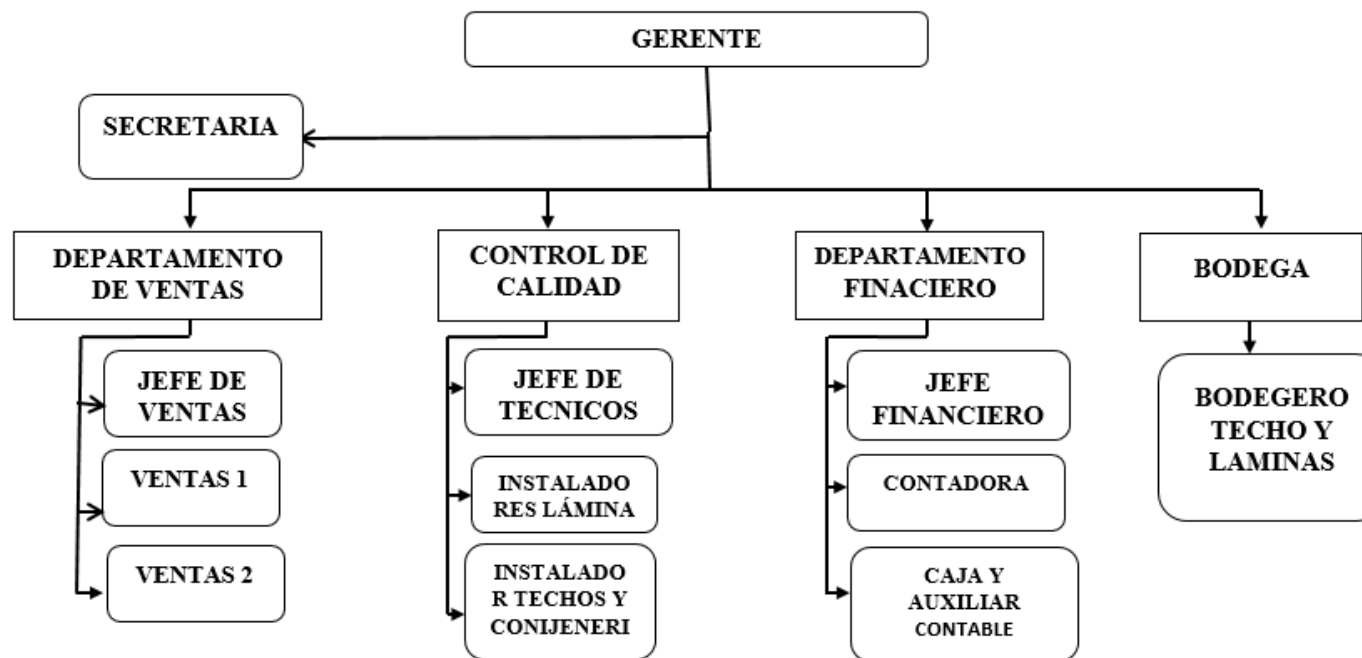 GERENTE
SECRETARIA
DEPARTAMENTO
DE VENTAS
CONTROL DE
CALIDAD
DEPARTAMENTO
FINACIERO
BODEGA
JEFE DE
VENTAS
VENTAS 1
VENTAS 2
JEFE DE
TECNICOS
INSTALADO
RES LÁMINA
INSTALADO
R TECHOS Y
CONIJENERI
JEFE
FINANCIERO
CONTADORA
CAJA Y
AUXILIAR
CONTABLE
BODEGERO
TECHO Y
LAMINAS